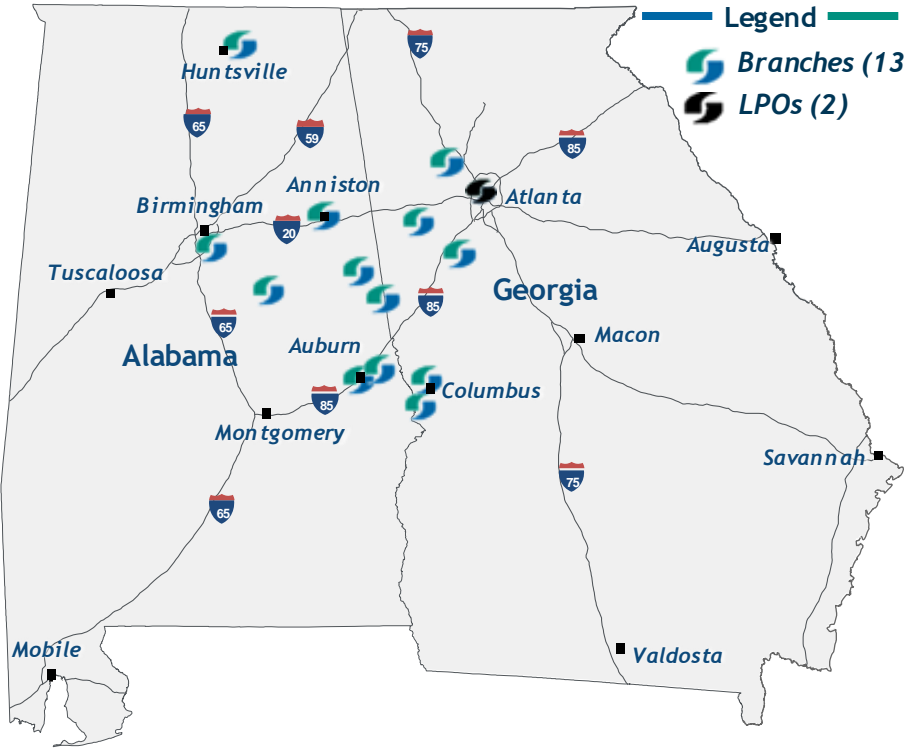 Legend
Branches (13
LPOs (2)
75
Huntsville
65
59
85
Anniston
Atlanta
Birmingham
20
Augusta
Tuscaloosa
Georgia
85
65
Macon
Auburn
Alabama
Columbus
85
Montgomery
Savannah
75
65
Mobile
Valdosta